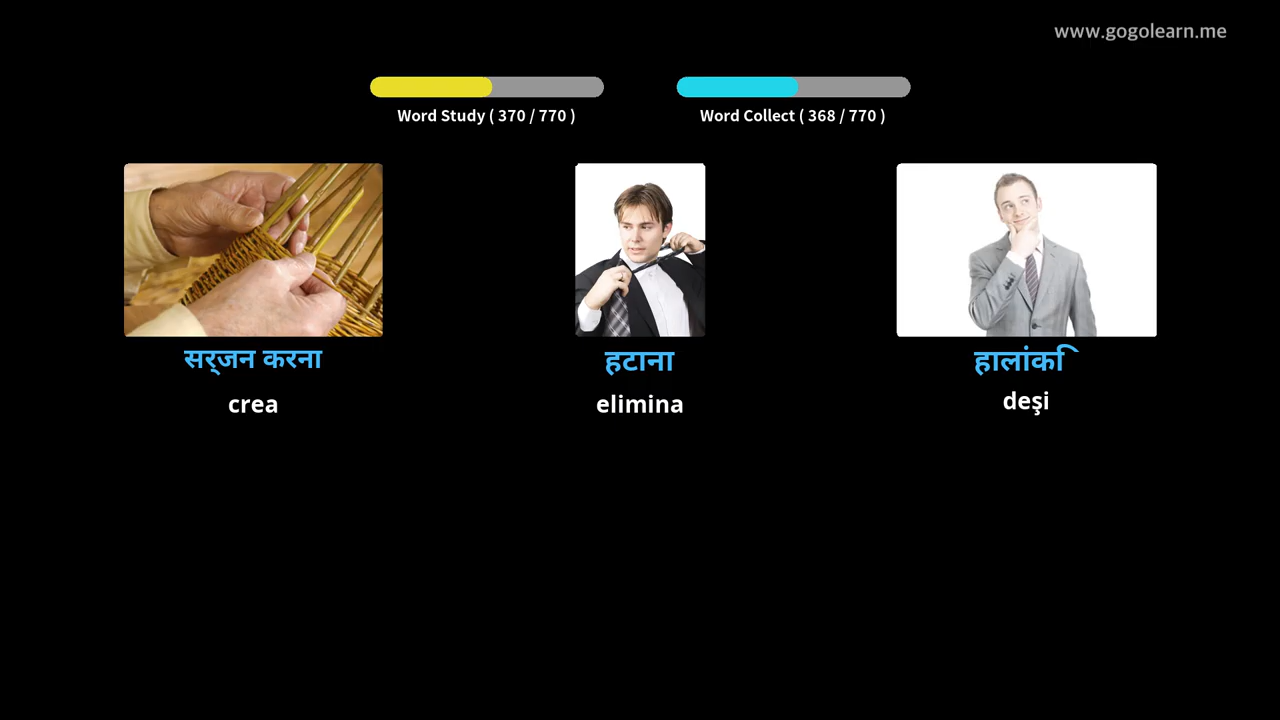 www.gogolearn.me
Word Study ( 370 / 770 )
Word Collect ( 368 / 770 )
सर्जन करना
हटाना
हालांकि
crea
elimina
deşi